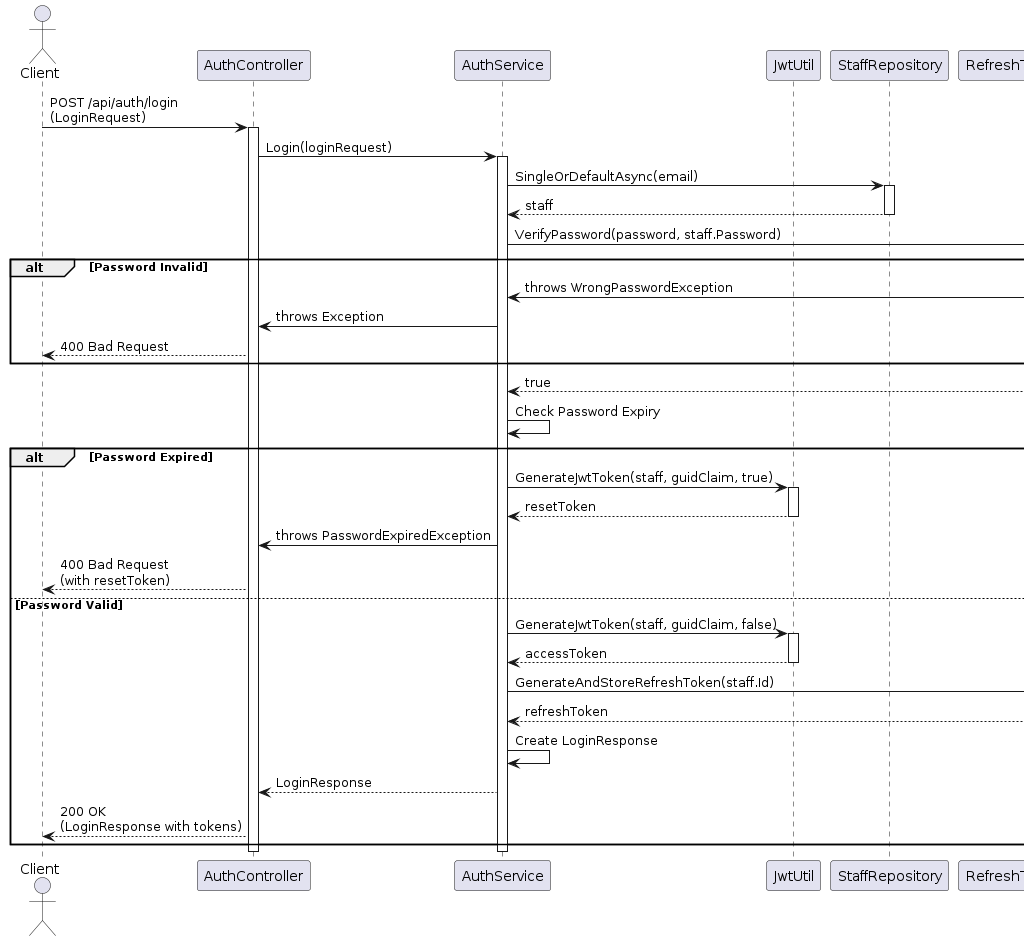 Client
AuthController
AuthService
JwtUtil
StaffRepository
RefreshT
POST /api/auth/login
(LoginRequest)
Login(loginRequest)
SingleOrDefaultAsync(email)
staff
VerifyPassword(password, staff.Password)
alt [Password Invalid]
throws WrongPasswordException
throws Exception
400 Bad Request
true
Check Password Expiry
alt [Password Expired]
GenerateJwtToken(staff, guidClaim, true)
resetToken
throws PasswordExpiredException
400 Bad Request
(with resetToken)
[Password Valid]
GenerateJwtToken(staff, guidClaim, false)
accessToken
GenerateAndStoreRefreshToken(staff.Id)
refreshToken
Create LoginResponse
LoginResponse
200 OK
(LoginResponse with tokens)
Client
AuthController
AuthService
JwtUtil
StaffRepository
RefreshT